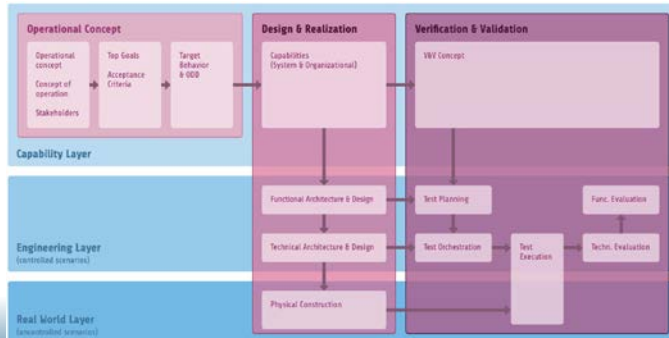 Operational Concept
Design & Realization
Verification & Validation
Operational
concept
Concept of
operation
Stakeholders
Top Goals
Acceptance
Criteria
Target
Behavior
& ODD
Capabilities
(System & Organizational)
V&V Concept
Capability Layer
Functional Architecture & Design
Test Planning
Func. Evaluation
Engineering Layer
(controlled scenarios)
Technical Architecture & Design
Test Orchestration
Test
Execution
Techn. Evaluation
Physical Construction
Real World Layer
(uncontrolled scenarios)